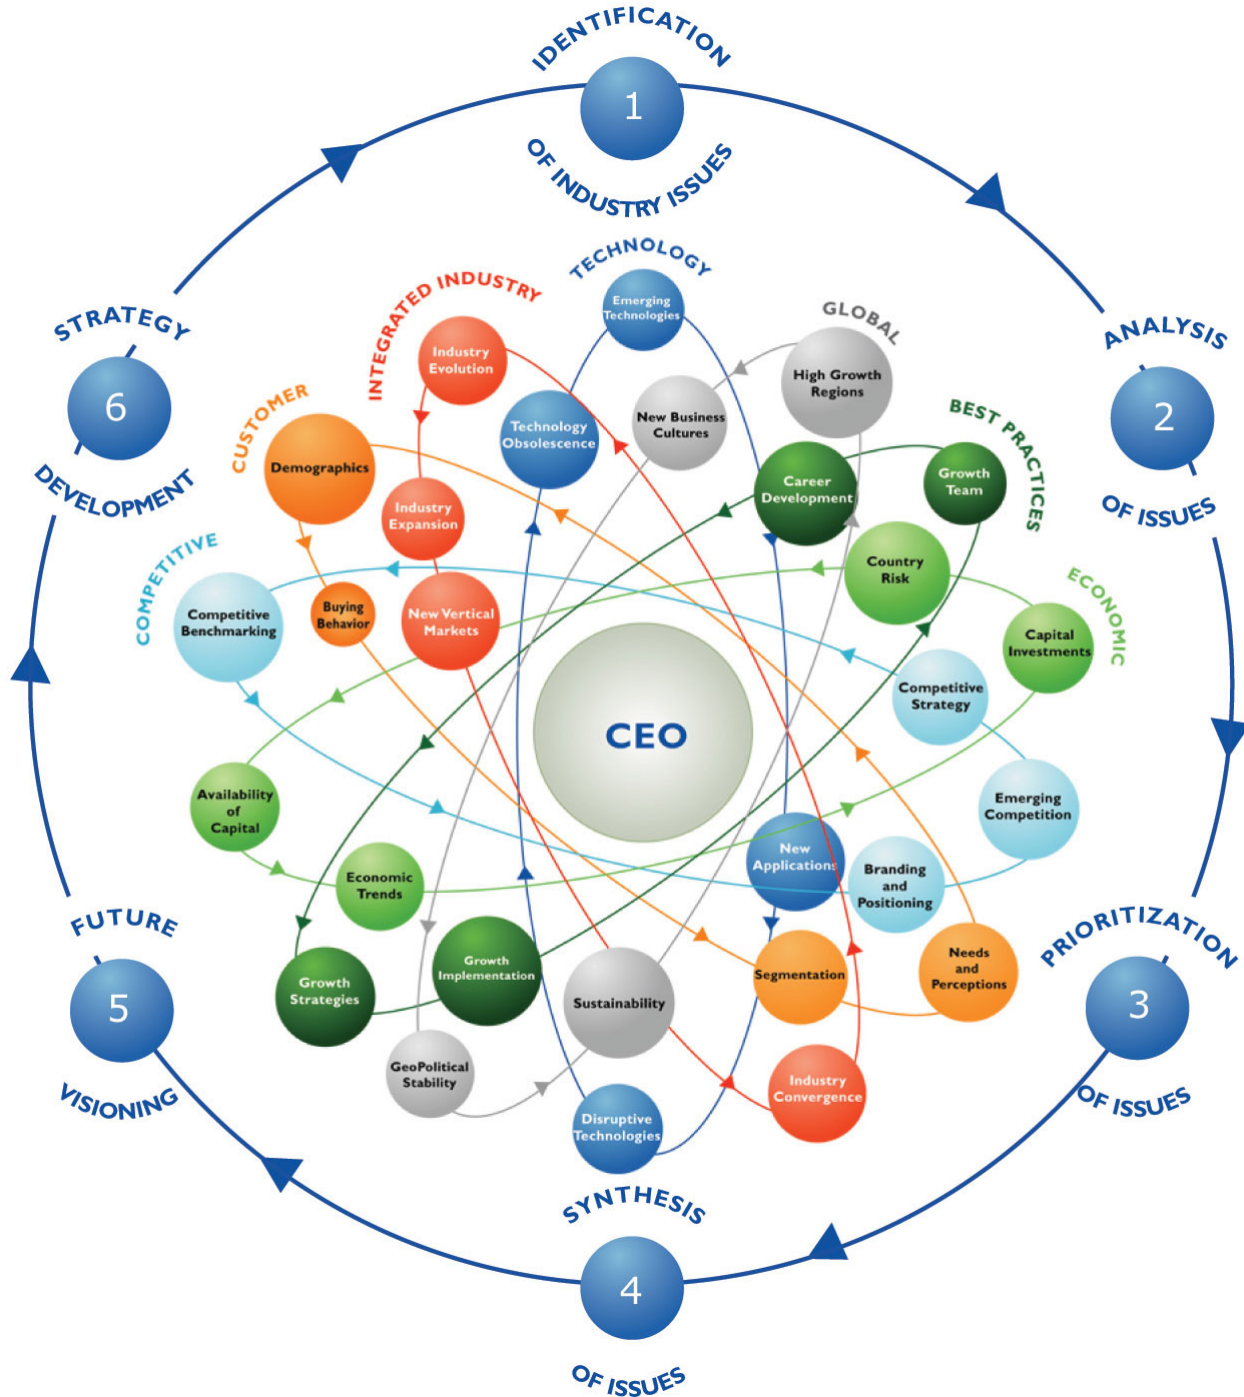 IDENTIFICATION
1
OF INDUSTRY ISSUES
ANALYSIS
2
OF ISSUES
PRIORITIZATION
3
OF ISSUES
SYNTHESIS
4
OF ISSUES
FUTURE
5
VISIONING
STRATEGY
6
DEVELOPMENT
TECHNOLOGY
Emerging
Technologies
Technology
Obsolescence
New
Applications
Disruptive
Technologies
INTEGRATED INDUSTRY
Industry
Evolution
Industry
Expansion
New Vertical
Markets
Industry
Convergence
GLOBAL
High Growth
Regions
New Business
Cultures
Sustainability
GeoPolitical
Stability
CUSTOMER
Demographics
Buying
Behavior
Segmentation
Needs
and
Perceptions
BEST PRACTICES
Growth
Team
Career
Development
Growth
Strategies
Growth
Implementation
COMPETITIVE
Competitive
Benchmarking
Competitive
Strategy
Emerging
Competition
Branding
and
Positioning
ECONOMIC
Country
Risk
Capital
Investments
Availability
of
Capital
Economic
Trends
CEO